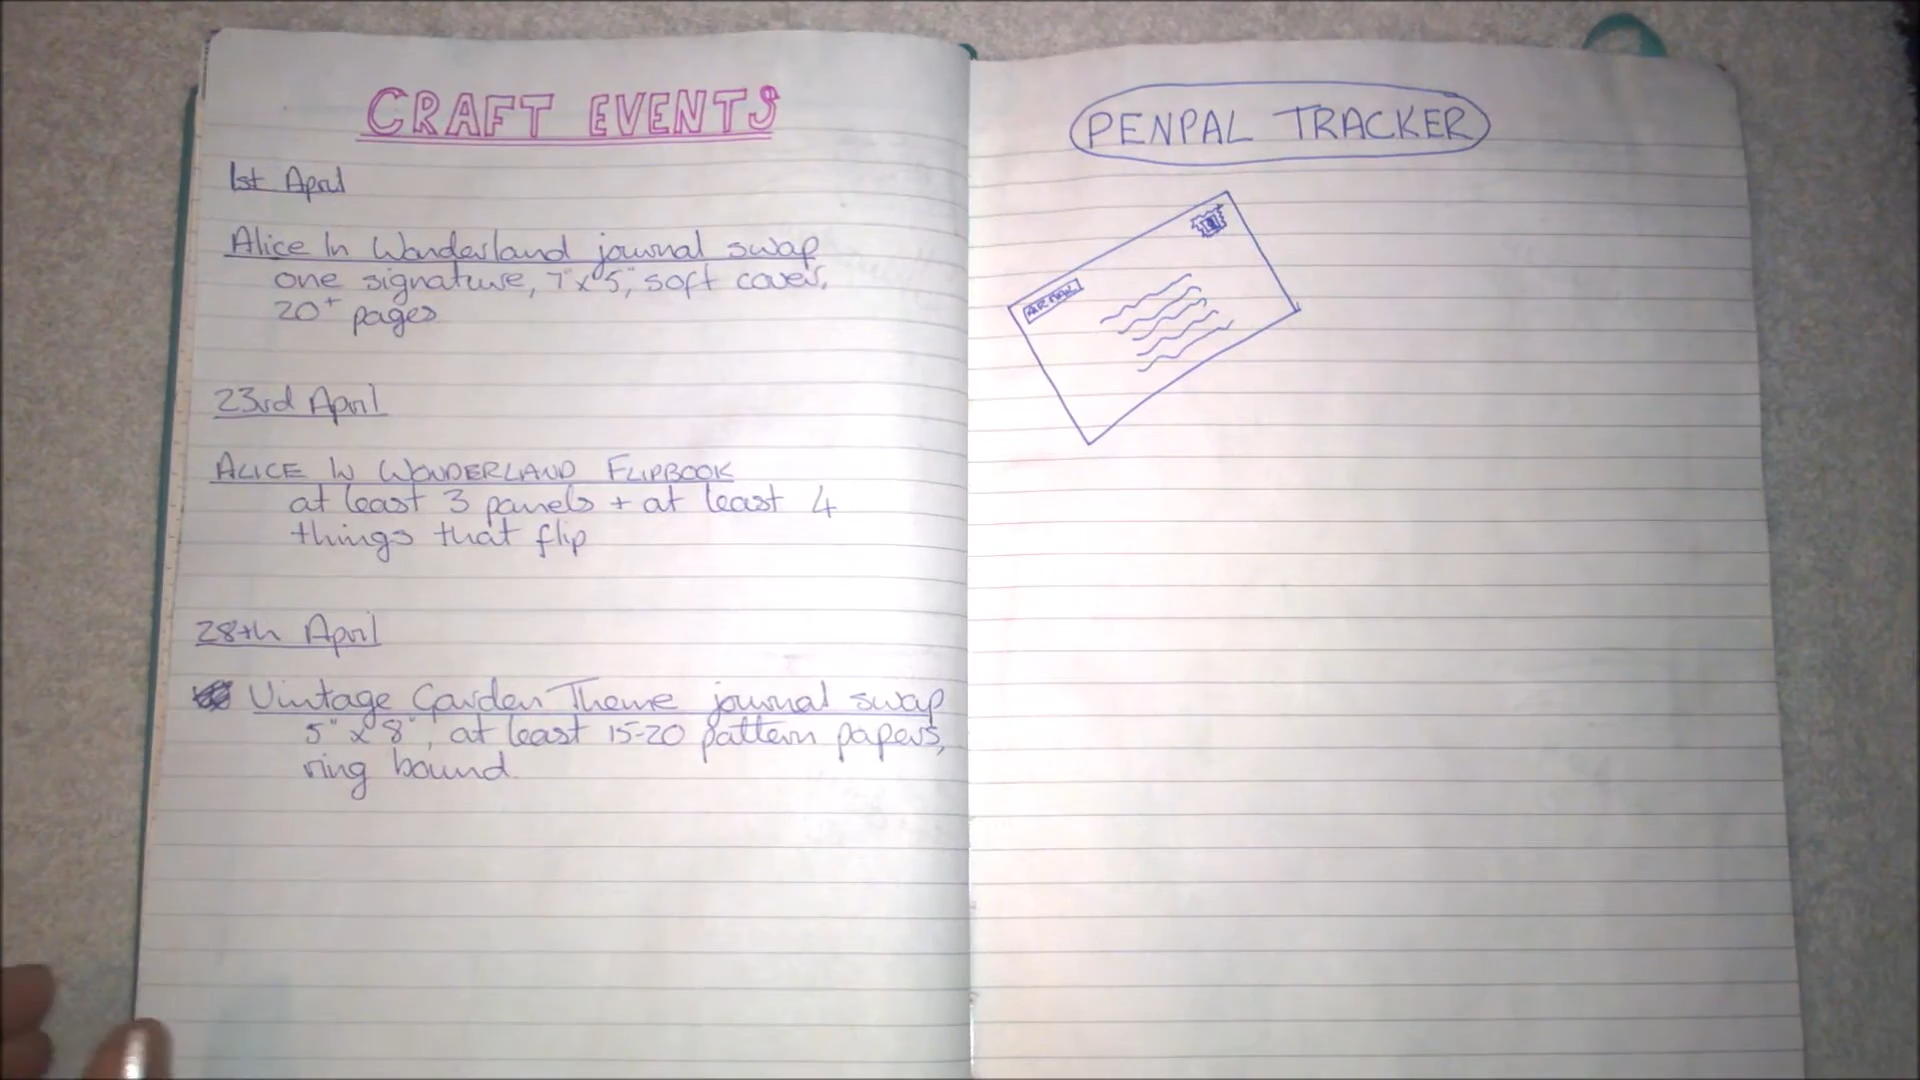 CRAFT EVENTS
1st April
Alice In Wonderland journal swap
one signature, 7"x5", soft cover,
20+ pages
23rd April
ALICE IN WONDERLAND FLIPBOOK
at least 3 panels + at least 4
things that flip
28th April
Vintage Garden Theme journal swap
5" x 8", at least 15-20 pattern papers,
ring bound.
PENPAL TRACKER
AIR MAIL